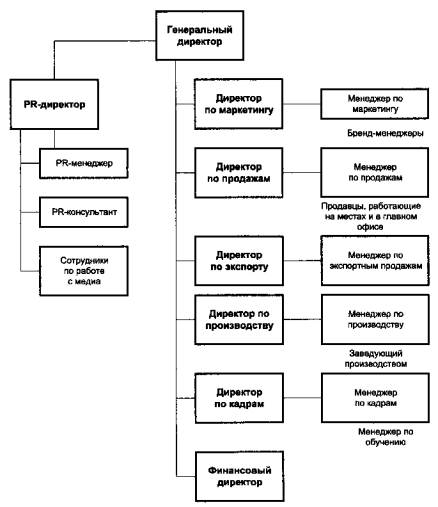 Генеральный
директор
PR-директор
PR-менеджер
PR-консультант
Сотрудники
по работе
с медиа
Директор
по маркетингу
Менеджер по
маркетингу
Бренд-менеджеры
Директор
по продажам
Менеджер
по продажам
Продавцы, работающие
на местах и в главном
офисе
Директор
по экспорту
Менеджер по
экспортным продажам
Директор по
производству
Менеджер по
производству
Заведующий
производством
Директор
по кадрам
Менеджер
по кадрам
Менеджер по
обучению
Финансовый
директор